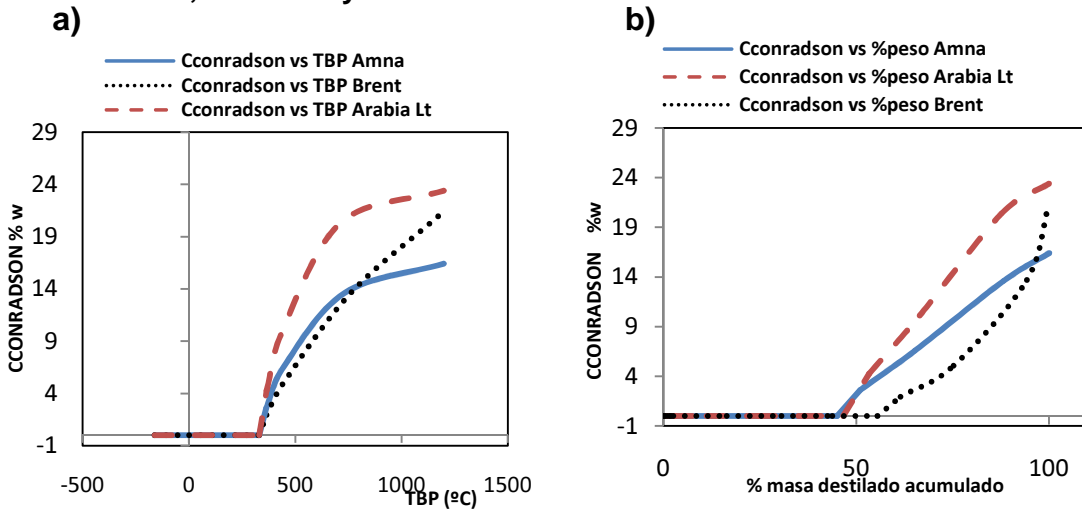 a)
Cconradson vs TBP Amna
Cconradson vs TBP Brent
Cconradson vs TBP Arabia Lt
CCONRADSON % w
29
24
19
14
9
4
-1
-500
0
500
1000
1500
TBP (ºC)
b)
Cconradson vs %peso Amna
Cconradson vs %peso Arabia Lt
Cconradson vs %peso Brent
CCONRADSON %w
29
24
19
14
9
4
-1
0
50
100
% masa destilado acumulado